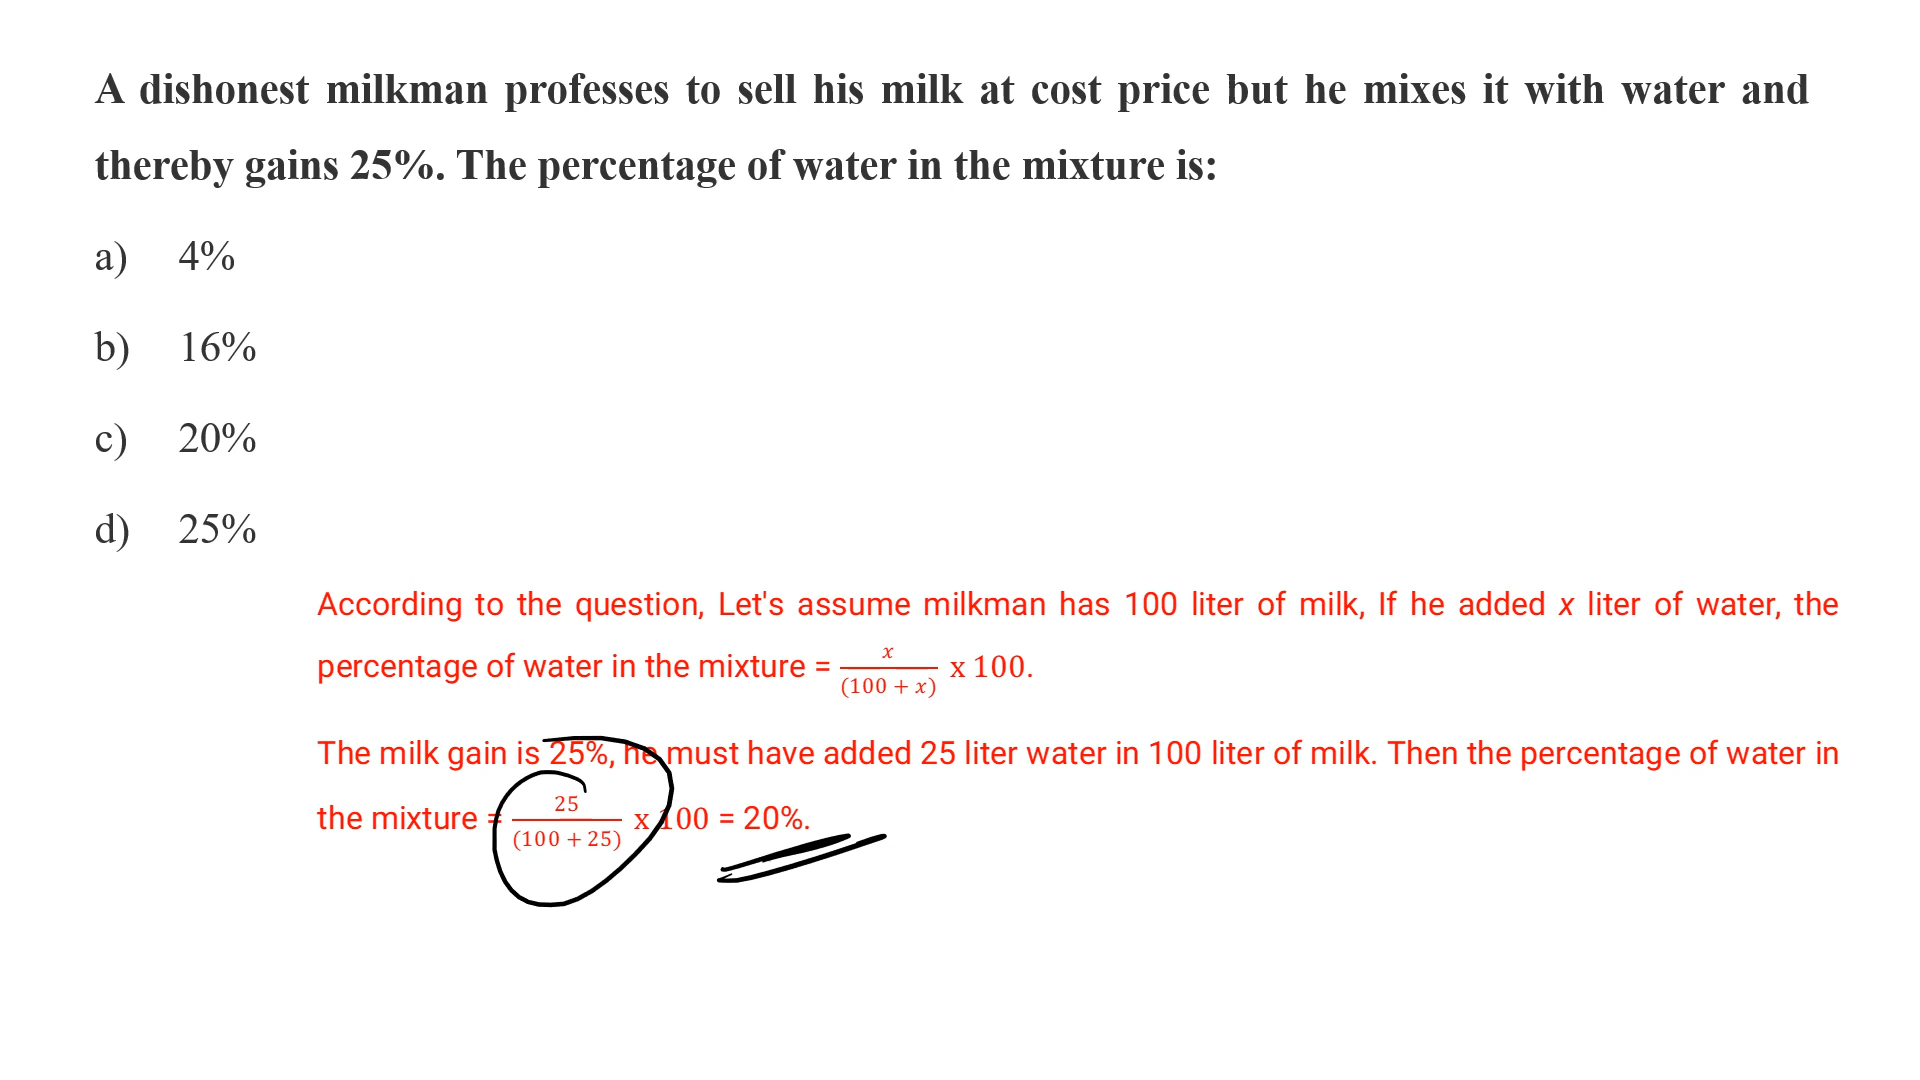 A dishonest milkman professes to sell his milk at cost price but he mixes it with water and
thereby gains 25%. The percentage of water in the mixture is:
a) 4%
b) 16%
c) 20%
d) 25%
According to the question, Let's assume milkman has 100 liter of milk, If he added x liter of water, the
percentage of water in the mixture = x/(100 + x) x 100.
The milk gain is 25%, he must have added 25 liter water in 100 liter of milk. Then the percentage of water in
the mixture = 25/(100 + 25) x 100 = 20%.